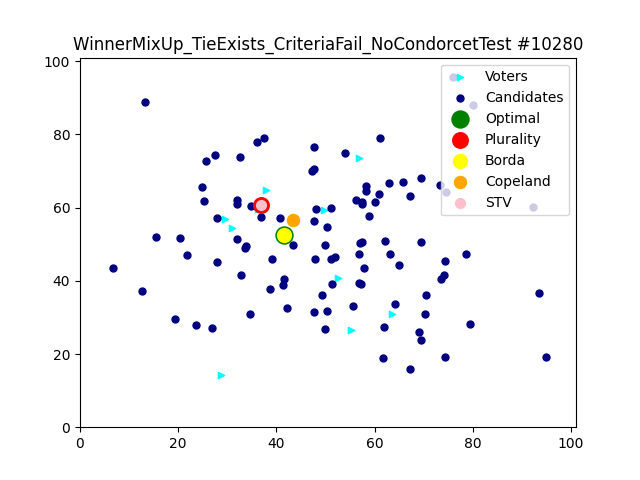 WinnerMixUp_TieExists_CriteriaFail_NoCondorcetTest #10280
100
80
60
40
20
0
0 20 40 60 80 100
Voters
Candidates
Optimal
Plurality
Borda
Copeland
STV